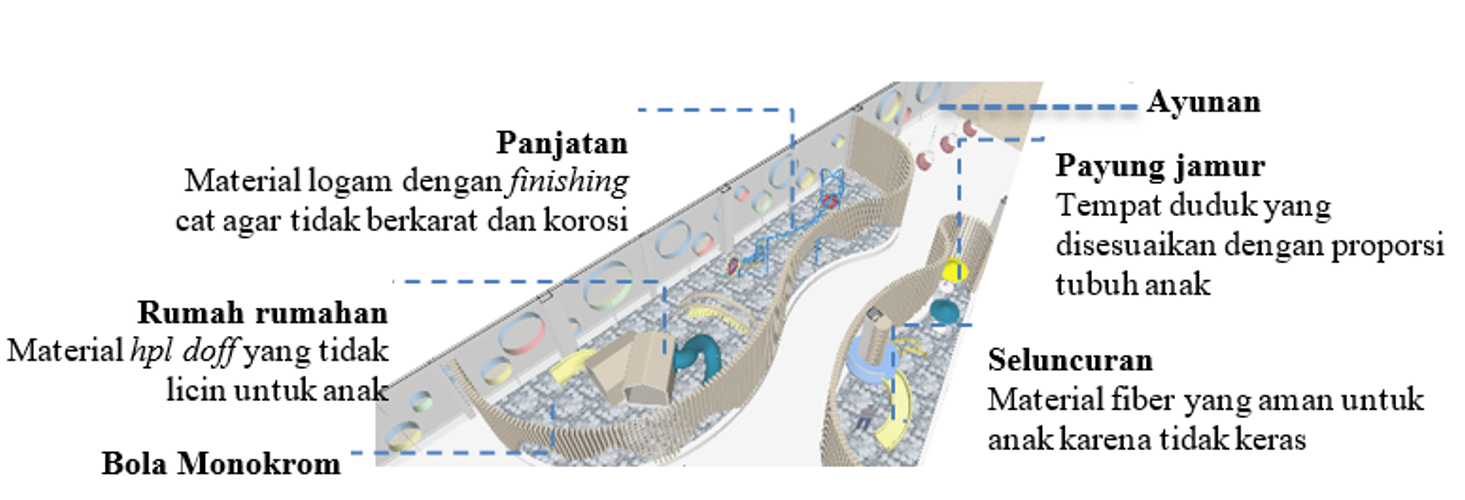 Panjatan
Material logam dengan finishing
cat agar tidak berkarat dan korosi
Rumah rumahan
Material hpl doff yang tidak
licin untuk anak
Bola Monokrom
Ayunan
Payung jamur
Tempat duduk yang
disesuaikan dengan proporsi
tubuh anak
Seluncuran
Material fiber yang aman untuk
anak karena tidak keras